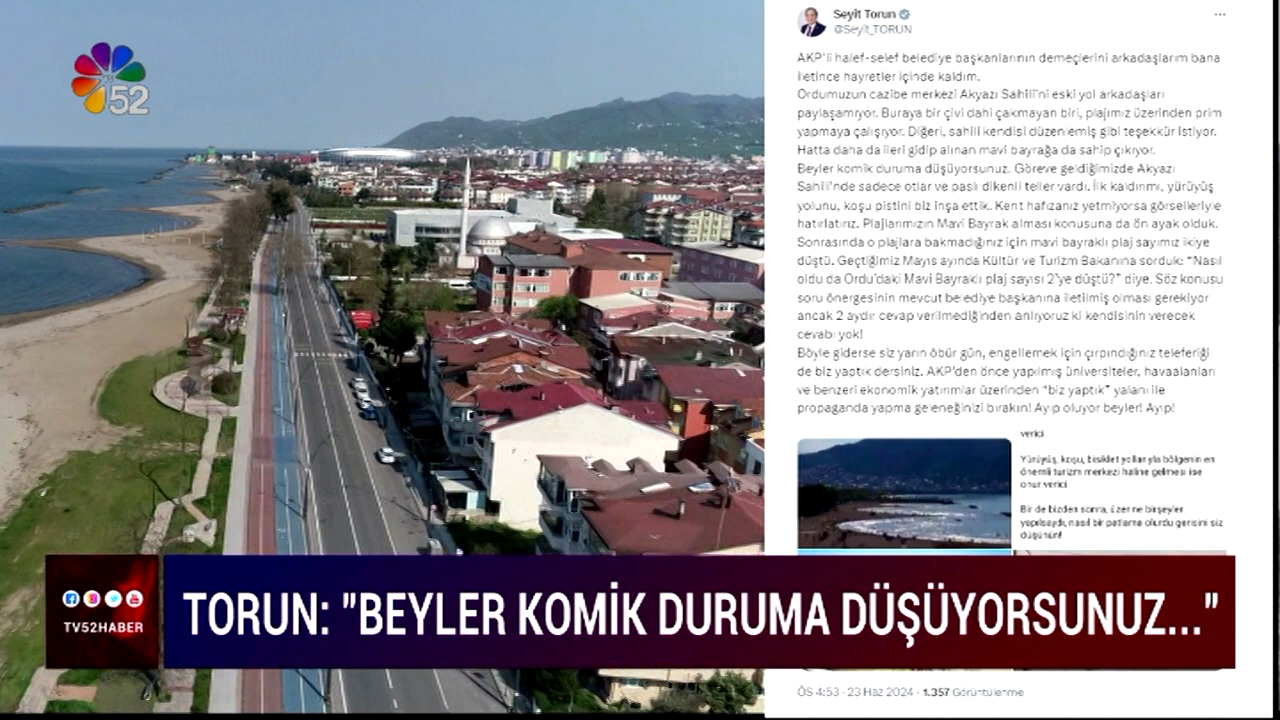 52
Seyit Torun
@Seyit_TORUN
AKP'li halef-selef belediye başkanlarının demeçlerini arkadaşlarım bana
iletince hayretler içinde kaldım.
Ordumuzun cazibe merkezi Akyazı Sahili'ni eski yol arkadaşları
paylaşamıyor. Buraya bir çivi dahi çakmayan biri, plajımız üzerinden prim
yapmaya çalışıyor. Diğeri, sahili kendisi düzenlemiş gibi teşekkür istiyor.
Hatta daha da ileri gidip alınan mavi bayrağa da sahip çıkıyor.
Beyler komik duruma düşüyorsunuz. Göreve geldiğimizde Akyazı
Sahili'nde sadece otlar ve paslı dikenli teller vardı. İlk kaldırımı, yürüyüş
yolunu, koşu pistini biz inşa ettik. Kent hafızanız yetmiyorsa görselleriyle
hatırlatırız. Plajlarımızın Mavi Bayrak alması konusuna da ön ayak olduk.
Sonrasında o plajlara bakmadığınız için mavi bayraklı plaj sayımız ikiye
düştü. Geçtiğimiz Mayıs ayında Kültür ve Turizm Bakanına sorduk: "Nasıl
oldu da Ordu'daki Mavi Bayraklı plaj sayısı 2'ye düştü?" diye. Söz konusu
soru önergesinin mevcut belediye başkanına iletilmiş olması gerekiyor
ancak 2 aydır cevap verilmediğinden anlıyoruz ki kendisinin verecek
cevabı yok!
Böyle giderse siz yarın öbür gün, engellemek için çırpındığınız teleferiği
de biz yaptık dersiniz. AKP'den önce yapılmış üniversiteler, havaalanları
ve benzeri ekonomik yatırımlar üzerinden "biz yaptık" yalanı ile
propaganda yapma geleneğinizi bırakın! Ayıp oluyor beyler! Ayıp!
verici
Yürüyüş, koşu, bisiklet yollarıyla bölgenin en
önemli turizm merkezi haline gelmesi ise
onur verici
Bir de bizden sonra, üzerine birşeyler
yapılsaydı, nasıl bir patlama olurdu gerisini siz
düşünün!
TV52HABER
TORUN: "BEYLER KOMİK DURUMA DÜŞÜYORSUNUZ..."
ÖS 4:53 · 23 Haz 2024 · 1.357 Görüntülenme